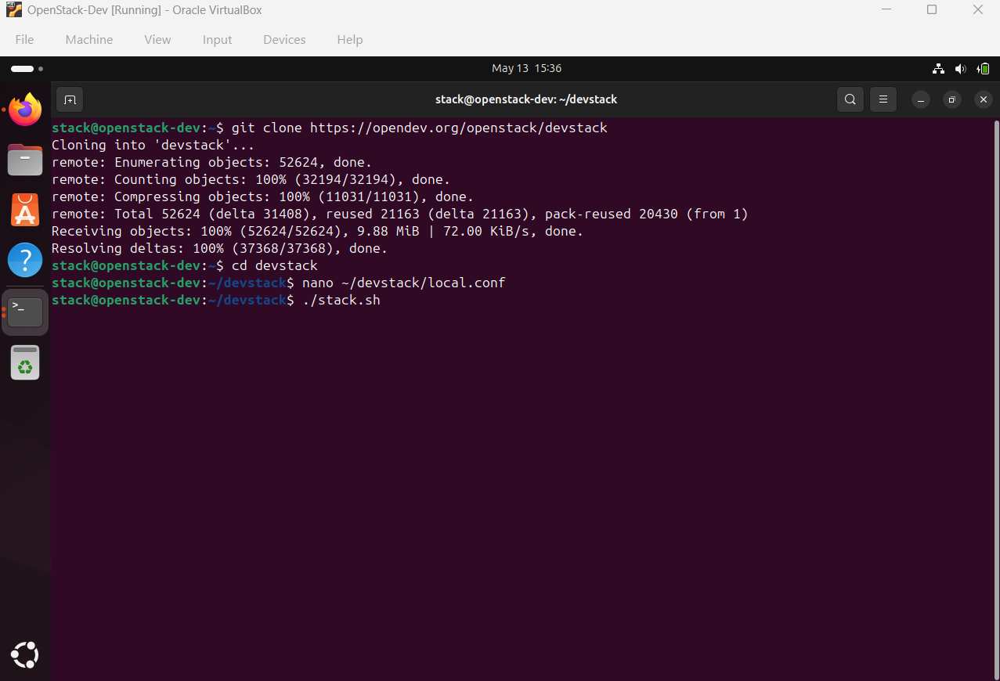 OpenStack-Dev [Running] - Oracle VirtualBox
File Machine View Input Devices Help
May 13 15:36
stack@openstack-dev: ~/devstack
stack@openstack-dev:~$ git clone https://opendev.org/openstack/devstack
Cloning into 'devstack'...
remote: Enumerating objects: 52624, done.
remote: Counting objects: 100% (32194/32194), done.
remote: Compressing objects: 100% (11031/11031), done.
remote: Total 52624 (delta 31408), reused 21163 (delta 21163), pack-reused 20430 (from 1)
Receiving objects: 100% (52624/52624), 9.88 MiB | 72.00 KiB/s, done.
Resolving deltas: 100% (37368/37368), done.
stack@openstack-dev:~$ cd devstack
stack@openstack-dev:~/devstack$ nano ~/devstack/local.conf
stack@openstack-dev:~/devstack$ ./stack.sh